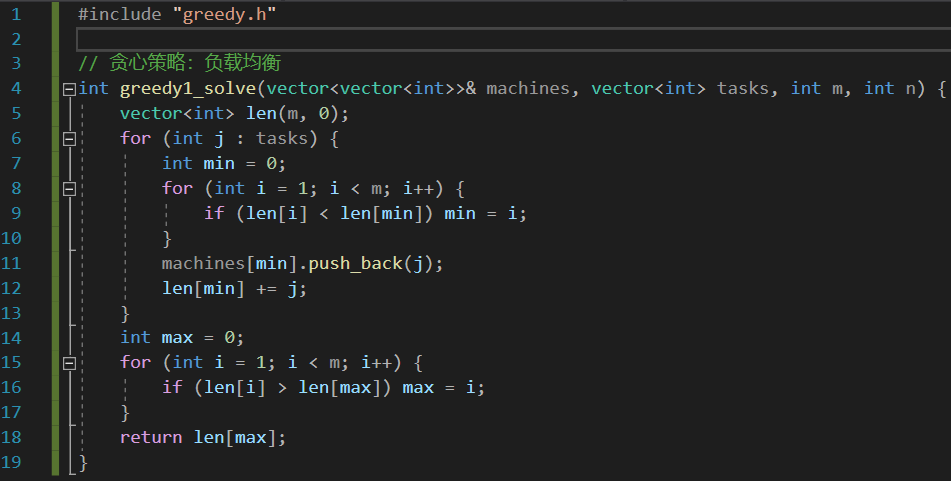 1 #include "greedy.h"
2
3 // 贪心策略：负载均衡
4 int greedy1_solve(vector<vector<int>>& machines, vector<int> tasks, int m, int n) {
5 vector<int> len(m, 0);
6 for (int j : tasks) {
7 int min = 0;
8 for (int i = 1; i < m; i++) {
9 if (len[i] < len[min]) min = i;
10 }
11 machines[min].push_back(j);
12 len[min] += j;
13 }
14 int max = 0;
15 for (int i = 1; i < m; i++) {
16 if (len[i] > len[max]) max = i;
17 }
18 return len[max];
19 }